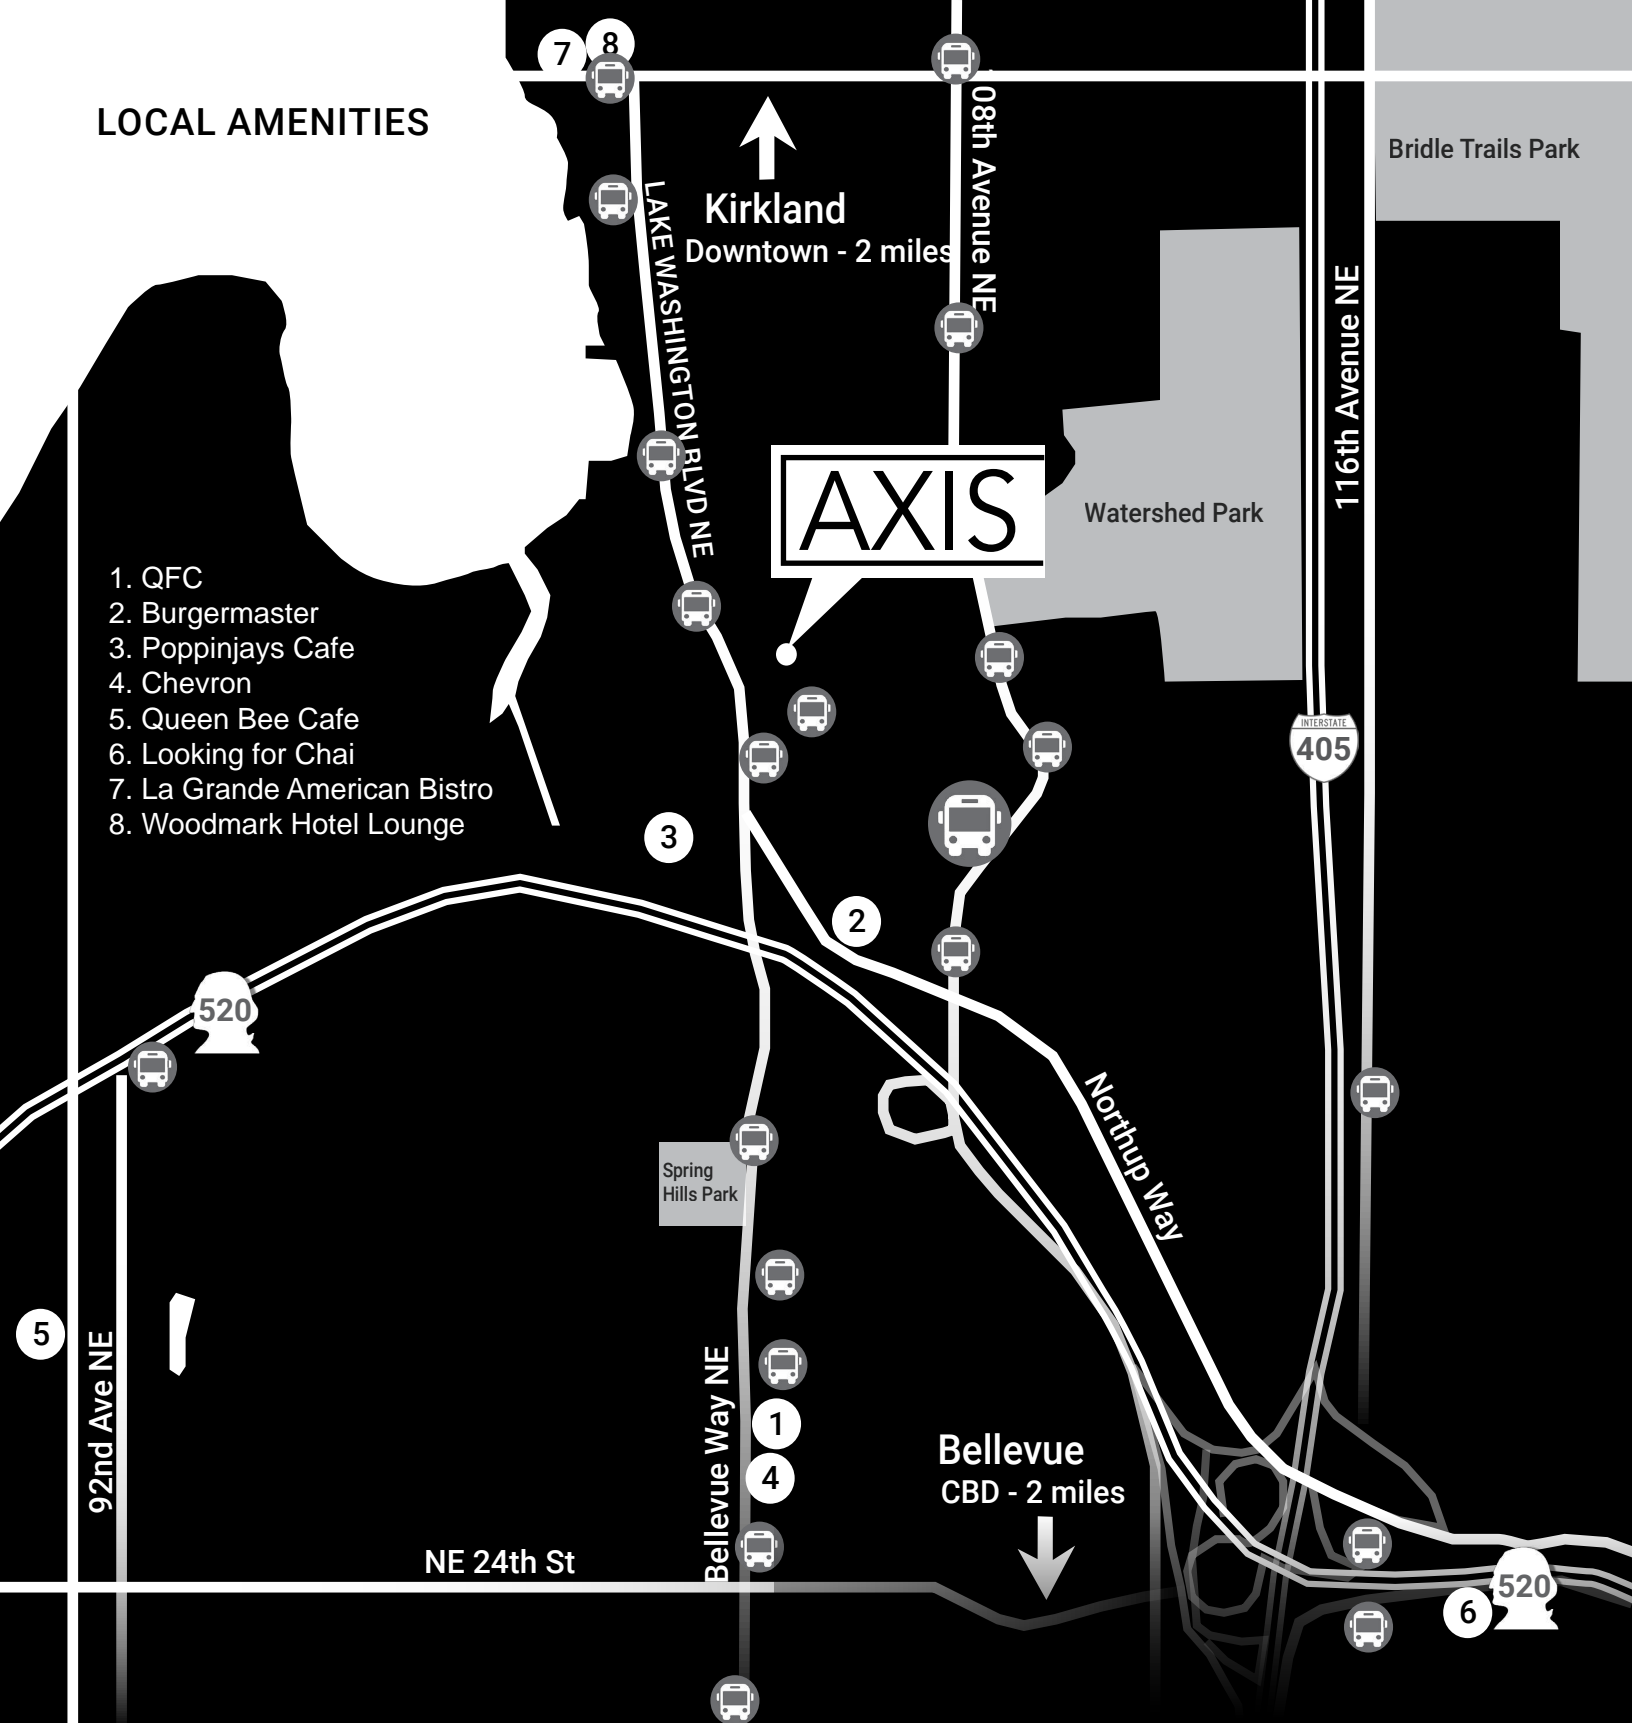 7
8
LOCAL AMENITIES
08th Avenue NE
Bridle Trails Park
Kirkland
Downtown - 2 miles
LAKE WASHINGTON BLVD NE
116th Avenue NE
AXIS
Watershed Park
1. QFC
2. Burgermaster
3. Poppinjays Cafe
4. Chevron
5. Queen Bee Cafe
6. Looking for Chai
7. La Grande American Bistro
8. Woodmark Hotel Lounge
INTERSTATE
405
3
2
520
Northup Way
Spring
Hills Park
5
92nd Ave NE
Bellevue Way NE
1
4
Bellevue
CBD - 2 miles
NE 24th St
520
6